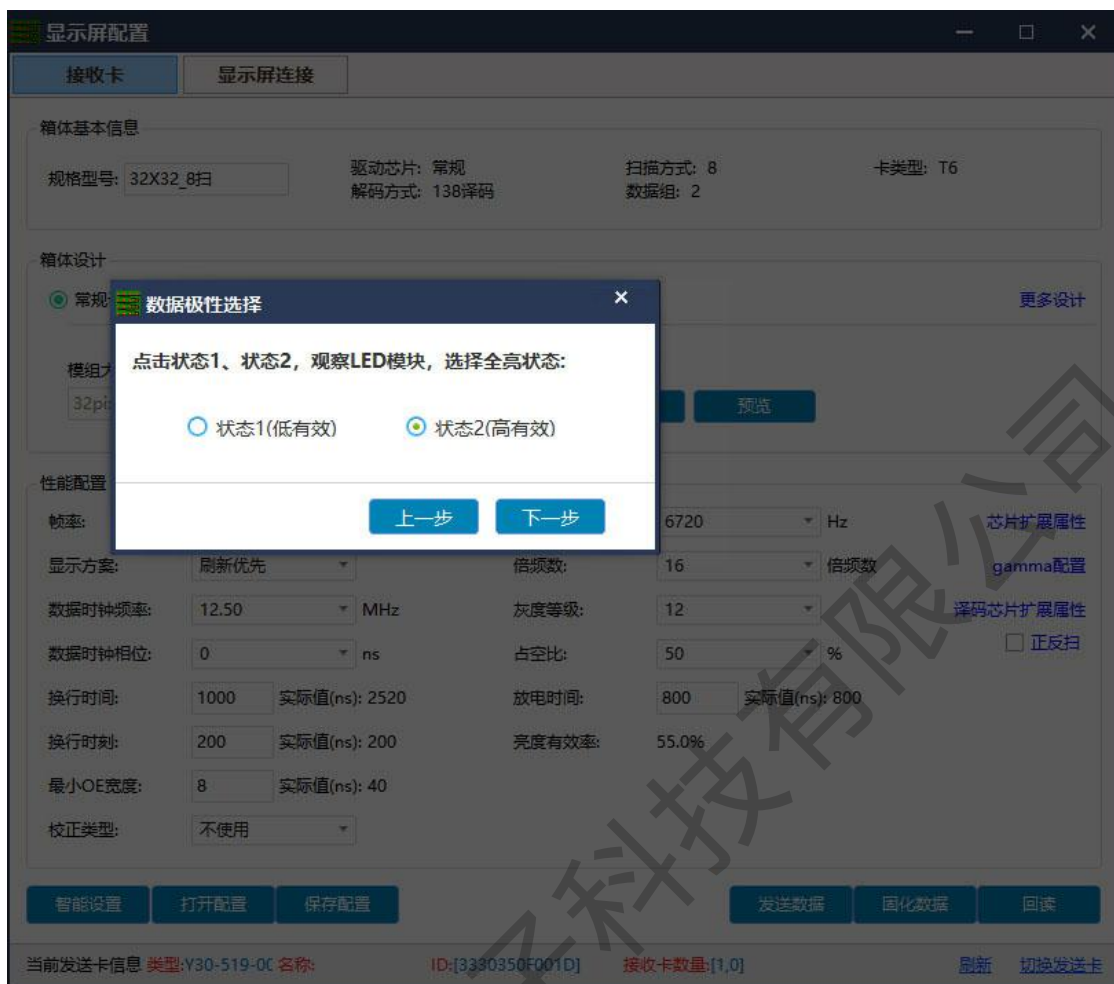 显示屏配置
接收卡 显示屏连接
箱体基本信息
规格型号: 32X32_8扫 驱动芯片: 常规 扫描方式: 8 卡类型: T6
解码方式: 138译码 数据组: 2
箱体设计
常规 更多设计
数据极性选择
点击状态1、状态2，观察LED模块，选择全高状态:
模组大
32pi 预览
状态1(低有效) 状态2(高有效)
上一步 下一步
性能配置
帧率: 6720 Hz 芯片扩展属性
显示方案: 刷新优先 倍频数: 16 倍频数 gamma配置
数据时钟频率: 12.50 MHz 灰度等级: 12 译码芯片扩展属性
数据时钟相位: 0 ns 占空比: 50 % 正反扫
换行时间: 1000 实际值(ns): 2520 放电时间: 800 实际值(ns): 800
换行时刻: 200 实际值(ns): 200 亮度有效率: 55.0%
最小OE宽度: 8 实际值(ns): 40
校正类型: 不使用
智能设置 打开配置 保存配置 发送数据 固化数据 回读
当前发送卡信息 类型:Y30-519-0 名称: ID:[3330350F001D] 接收卡数量:[1,0] 刷新 切换发送卡
子科技有限公司